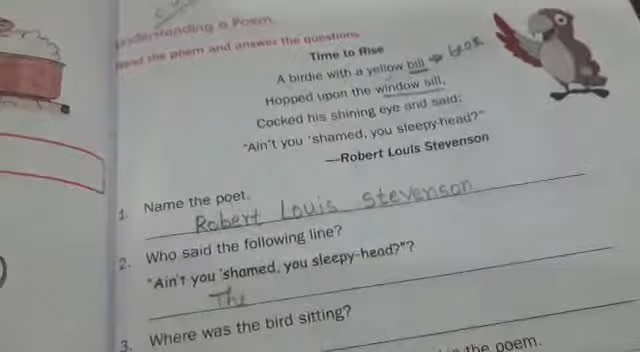 Understanding a Poem
Read the poem and answer the questions
Time to Rise
A birdie with a yellow bill
Hopped upon the window sill,
Cocked his shining eye and said:
"Ain't you 'shamed, you sleepy-head?"
—Robert Louis Stevenson
1. Name the poet.
Robert Louis Stevenson
2. Who said the following line?
"Ain't you 'shamed, you sleepy-head?"?
The
3. Where was the bird sitting?
the poem.